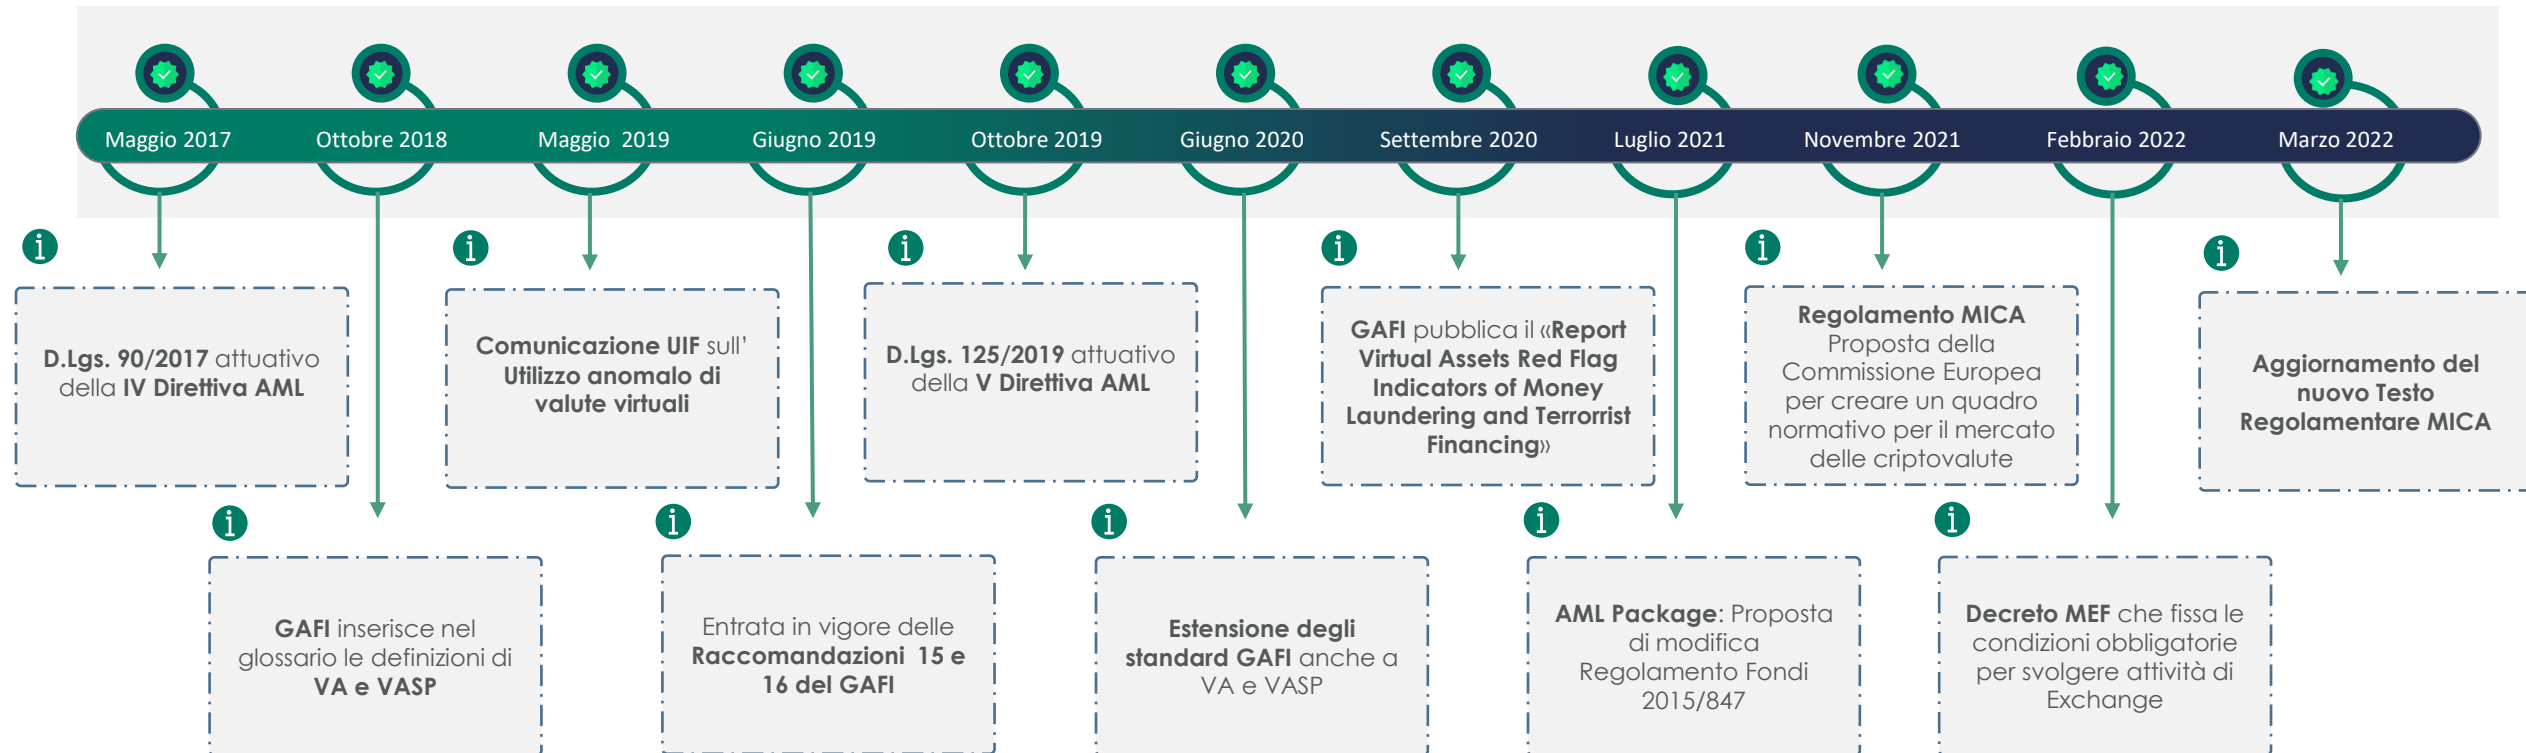 Maggio 2017
Ottobre 2018
Maggio 2019
Giugno 2019
Ottobre 2019
Giugno 2020
Settembre 2020
Luglio 2021
Novembre 2021
Febbraio 2022
Marzo 2022
i
D.Lgs. 90/2017 attuativo
della IV Direttiva AML
i
Comunicazione UIF sull’
Utilizzo anomalo di
valute virtuali
i
D.Lgs. 125/2019 attuativo
della V Direttiva AML
i
GAFI pubblica il «Report
Virtual Assets Red Flag
Indicators of Money
Laundering and Terrorrist
Financing»
i
Regolamento MICA
Proposta della
Commissione Europea
per creare un quadro
normativo per il mercato
delle criptovalute
i
Aggiornamento del
nuovo Testo
Regolamentare MICA
i
GAFI inserisce nel
glossario le definizioni di
VA e VASP
i
Entrata in vigore delle
Raccomandazioni 15 e
16 del GAFI
i
Estensione degli
standard GAFI anche a
VA e VASP
i
AML Package: Proposta
di modifica
Regolamento Fondi
2015/847
i
Decreto MEF che fissa le
condizioni obbligatorie
per svolgere attività di
Exchange